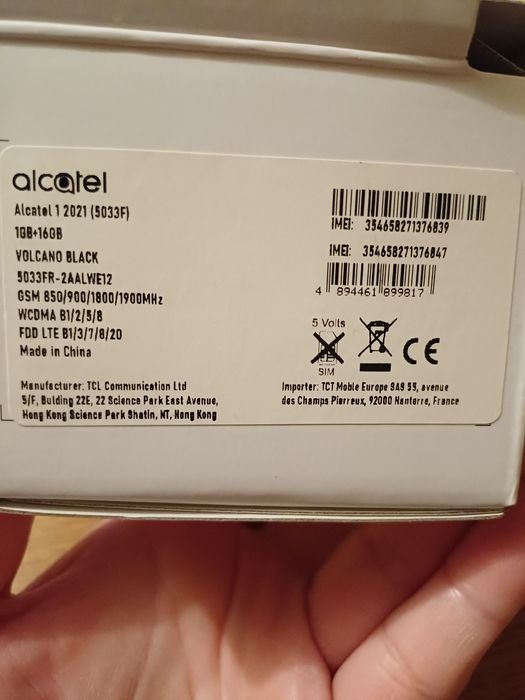 alcatel
Alcatel 1 2021 (5033F)
1GB+16GB
VOLCANO BLACK
5033FR-2AALWE12
GSM 850/900/1800/1900MHz
WCDMA B1/2/5/8
FDD LTE B1/3/7/8/20
Made in China
Manufacturer: TCL Communication Ltd
5/F, Bulding 22E, 22 Science Park East Avenue,
Hong Kong Science Park Shatin, NT, Hong Kong
IMEI: 354658271376839
IMEI: 354658271376847
4 894461 899817
5 Volts
SIM
CE
Importer: TCT Moble Europe SAS 55, avenue
des Champs Pierreux, 92000 Nanterre, France